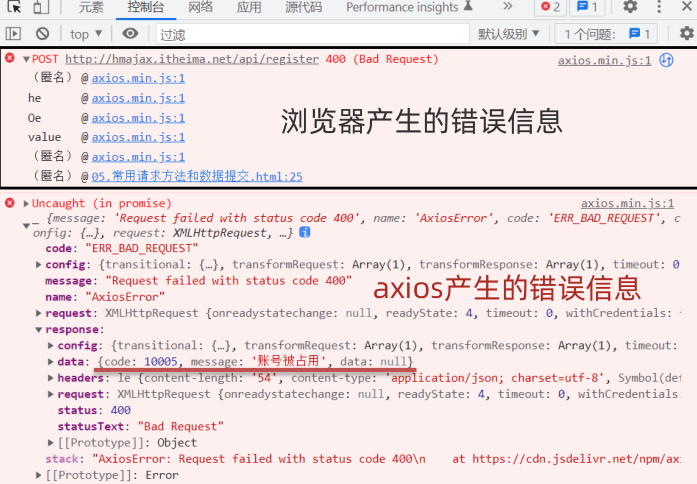 元素 控制台 网络 应用 源代码 Performance insights » 2 1
top ▼ 过滤 默认级别 ▼ 1 个问题： 1
▼POST http://hmajax.itheima.net/api/register 400 (Bad Request) axios.min.js:1
（匿名） @ axios.min.js:1
he @ axios.min.js:1
Oe @ axios.min.js:1
value @ axios.min.js:1
（匿名） @ axios.min.js:1
（匿名） @ 05.常用请求方法和数据提交.html:25
浏览器产生的错误信息
▶Uncaught (in promise) axios.min.js:1
▼_ {message: 'Request failed with status code 400', name: 'AxiosError', code: 'ERR_BAD_REQUEST', c
onfig: {…}, request: XMLHttpRequest, …} i
code: "ERR_BAD_REQUEST"
▶config: {transitional: {…}, transformRequest: Array(1), transformResponse: Array(1), timeout: 0
message: "Request failed with status code 400"
name: "AxiosError"
axios产生的错误信息
▶request: XMLHttpRequest {onreadystatechange: null, readyState: 4, timeout: 0, withCredentials:
▼response:
▶config: {transitional: {…}, transformRequest: Array(1), transformResponse: Array(1), timeout:
▶data: {code: 10005, message: '账号被占用', data: null}
▶headers: le {content-length: '54', content-type: 'application/json; charset=utf-8', Symbol(def
▶request: XMLHttpRequest {onreadystatechange: null, readyState: 4, timeout: 0, withCredentials:
status: 400
statusText: "Bad Request"
▶[[Prototype]]: Object
stack: "AxiosError: Request failed with status code 400\n at https://cdn.jsdelivr.net/npm/axi
▶[[Prototype]]: Error